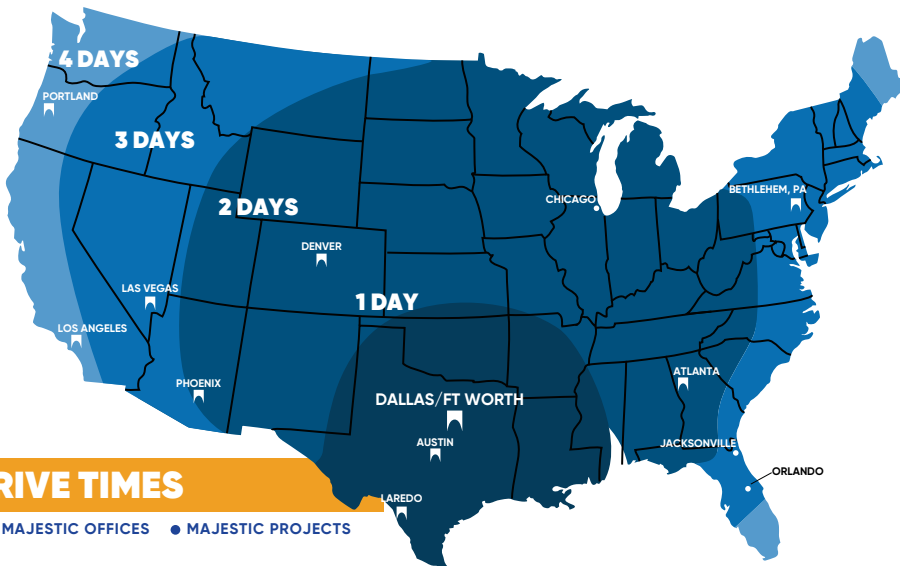 4 DAYS
PORTLAND
3 DAYS
BETHLEHEM, PA
CHICAGO
2 DAYS
DENVER
LAS VEGAS
1 DAY
LOS ANGELES
ATLANTA
PHOENIX
DALLAS/FT WORTH
AUSTIN
JACKSONVILLE
ORLANDO
RIVE TIMES
LAREDO
MAJESTIC OFFICES ● MAJESTIC PROJECTS